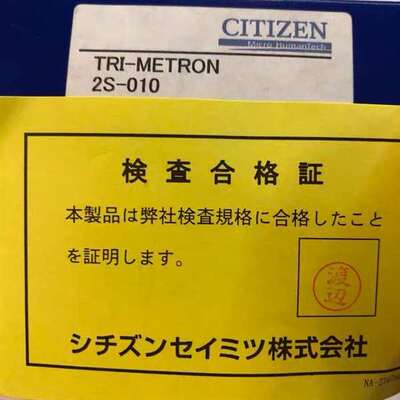 CITIZEN
Micro HumanTech
TRI-METRON
2S-010
検査合格証
本製品は弊社検査規格に合格したこと
を証明します。
渡辺
シチズンセイミツ株式会社